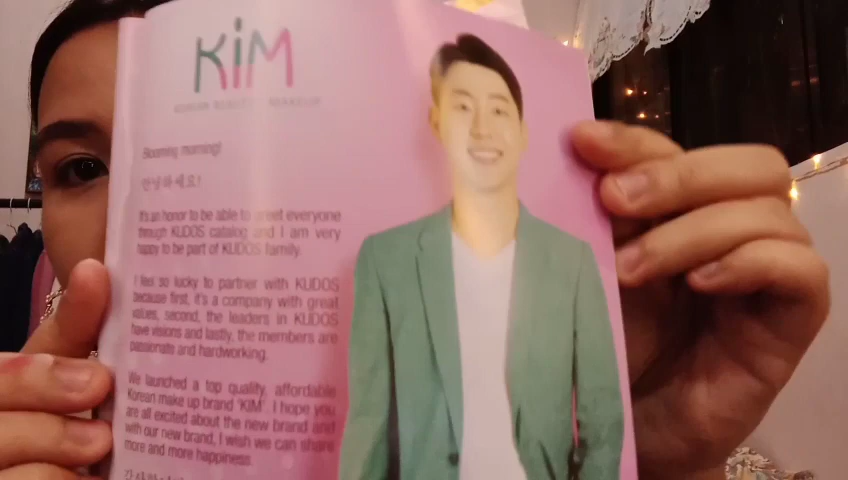 KiM
KOREAN BEAUTY MAKEUP
Blooming morning!
안녕하세요!
It's an honor to be able to greet everyone
through KUDOS catalog and I am very
happy to be part of KUDOS family.
I feel so lucky to partner with KUDOS
because first, it's a company with great
values, second, the leaders in KUDOS
have visions and lastly, the members are
passionate and hardworking.
We launched a top quality, affordable
Korean make up brand 'KIM'. I hope you
are all excited about the new brand and
with our new brand, I wish we can share
more and more happiness.